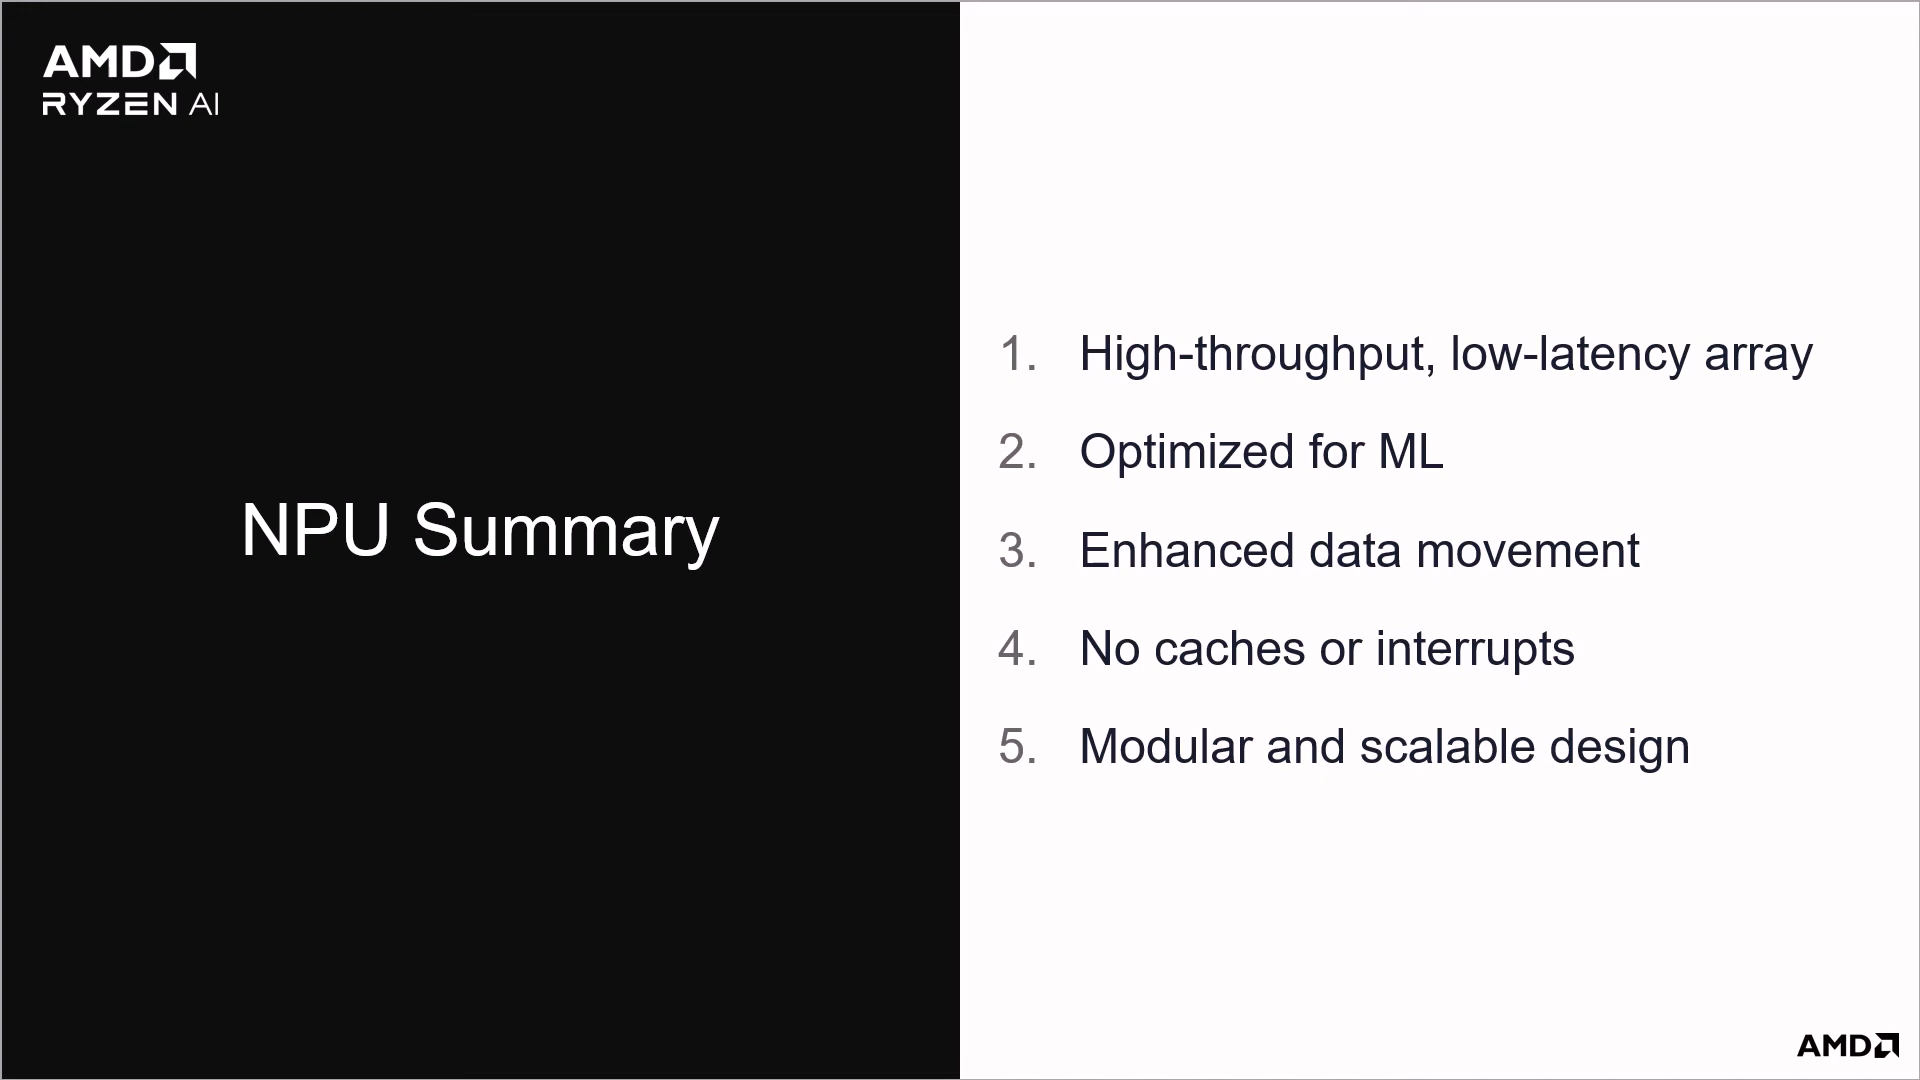 AMD
RYZEN AI
NPU Summary
1. High-throughput, low-latency array
2. Optimized for ML
3. Enhanced data movement
4. No caches or interrupts
5. Modular and scalable design
AMD